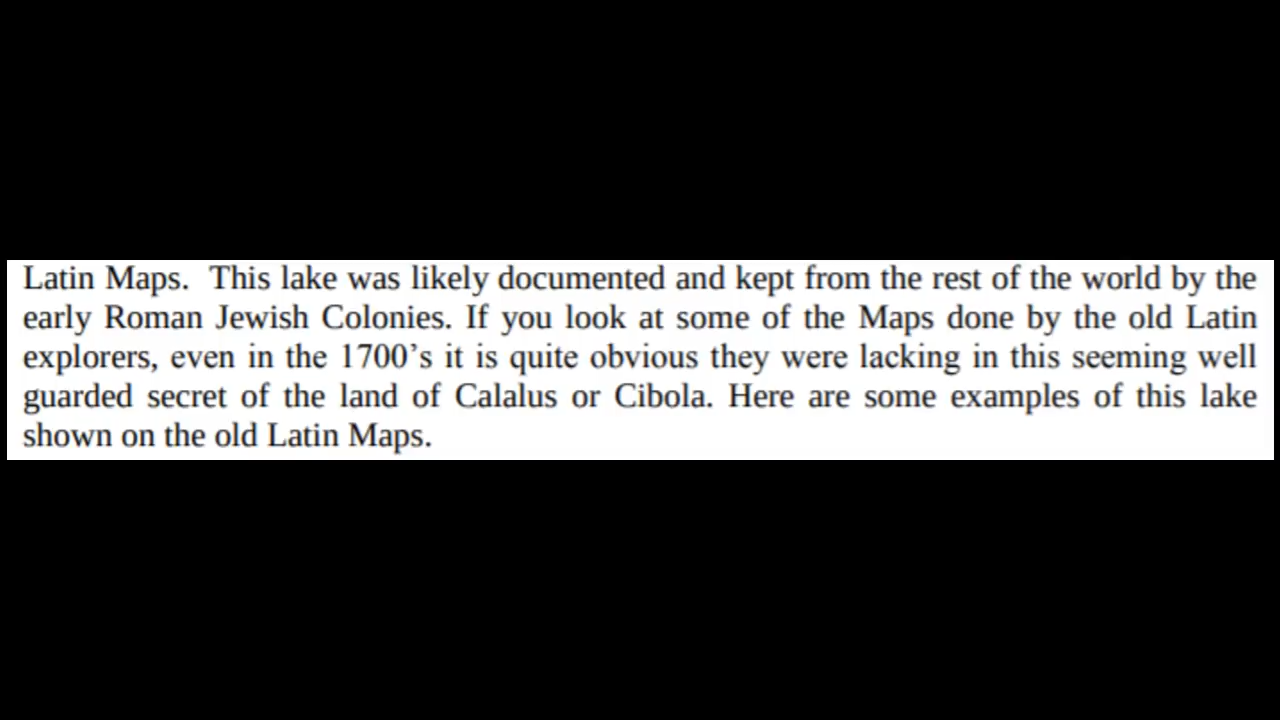 Latin Maps.  This lake was likely documented and kept from the rest of the world by the
early Roman Jewish Colonies. If you look at some of the Maps done by the old Latin
explorers, even in the 1700’s it is quite obvious they were lacking in this seeming well
guarded secret of the land of Calalus or Cibola. Here are some examples of this lake
shown on the old Latin Maps.